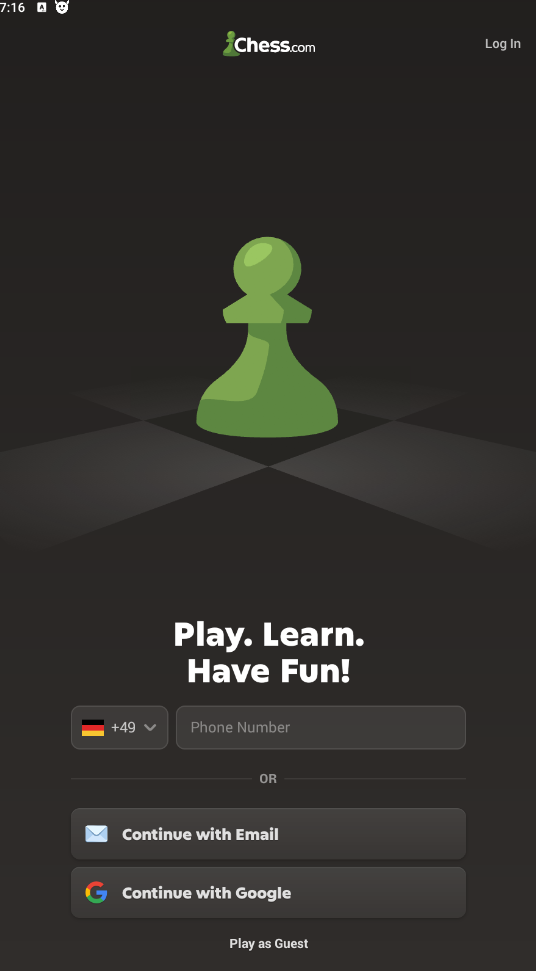 7:16
Chess.com
Log In
Play. Learn.
Have Fun!
+49
Phone Number
OR
Continue with Email
Continue with Google
Play as Guest